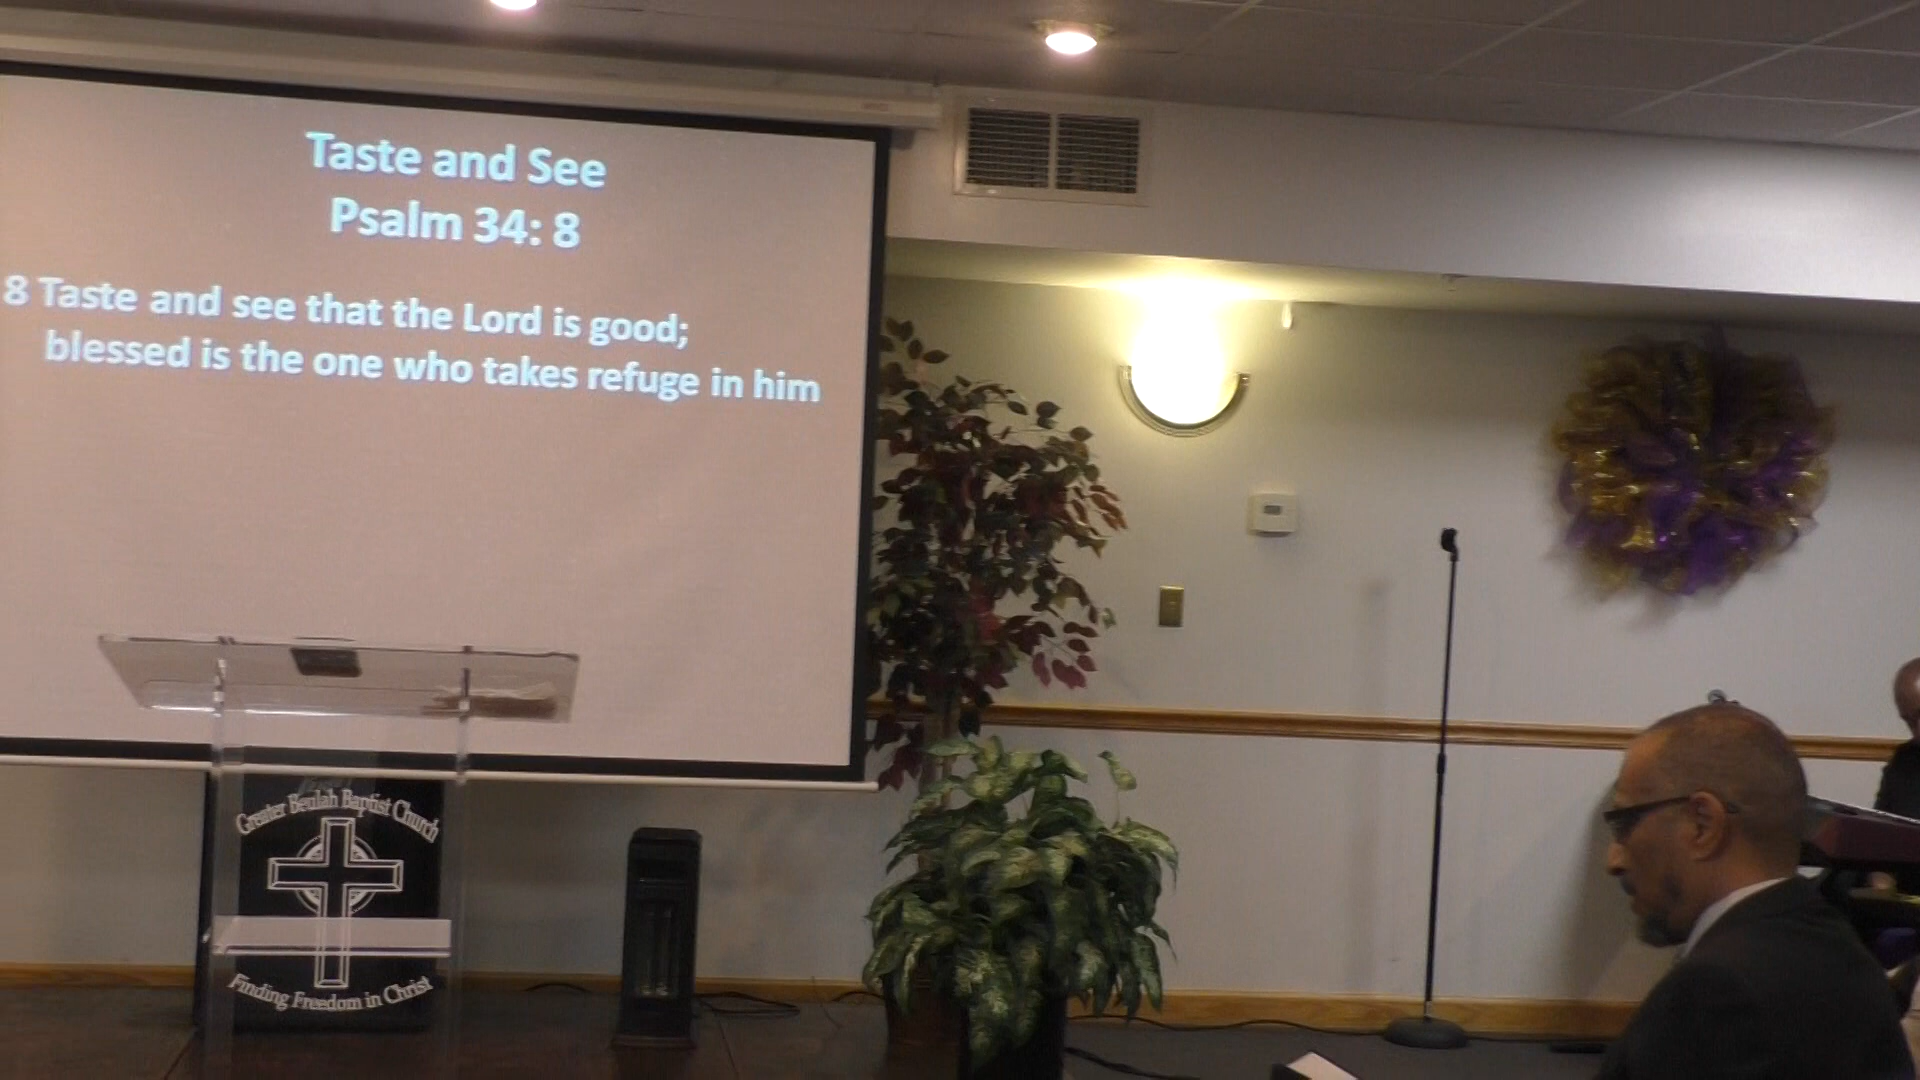 Taste and See
Psalm 34: 8
8 Taste and see that the Lord is good;
blessed is the one who takes refuge in him
Greater Beulah Baptist Church
Finding Freedom in Christ